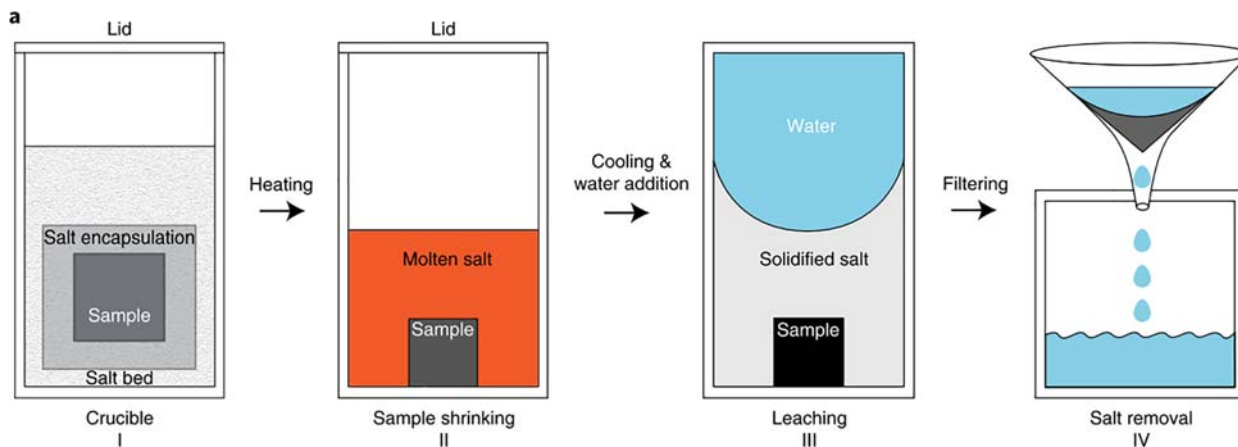 a
Lid
Salt encapsulation
Sample
Salt bed
Crucible
I
Heating
Lid
Molten salt
Sample
Sample shrinking
II
Cooling &
water addition
Water
Solidified salt
Sample
Leaching
III
Filtering
Salt removal
IV